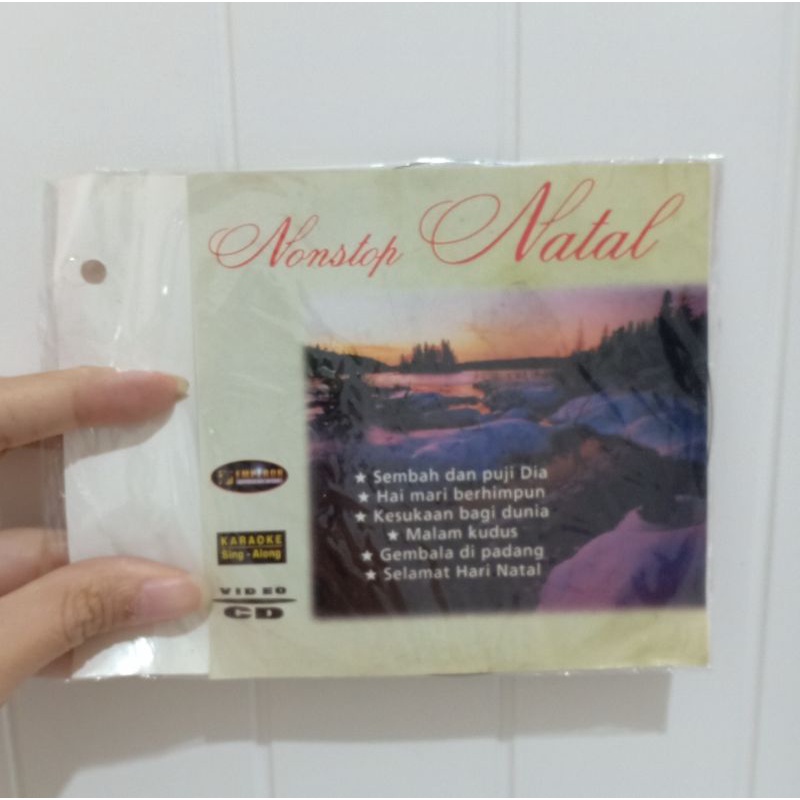 Nonstop Natal
★ Sembah dan puji Dia
★ Hai mari berhimpun
★ Kesukaan bagi dunia
★ Malam kudus
★ Gembala di padang
★ Selamat Hari Natal
EMPEROR
KARAOKE
Sing - Along
VIDEO
CD